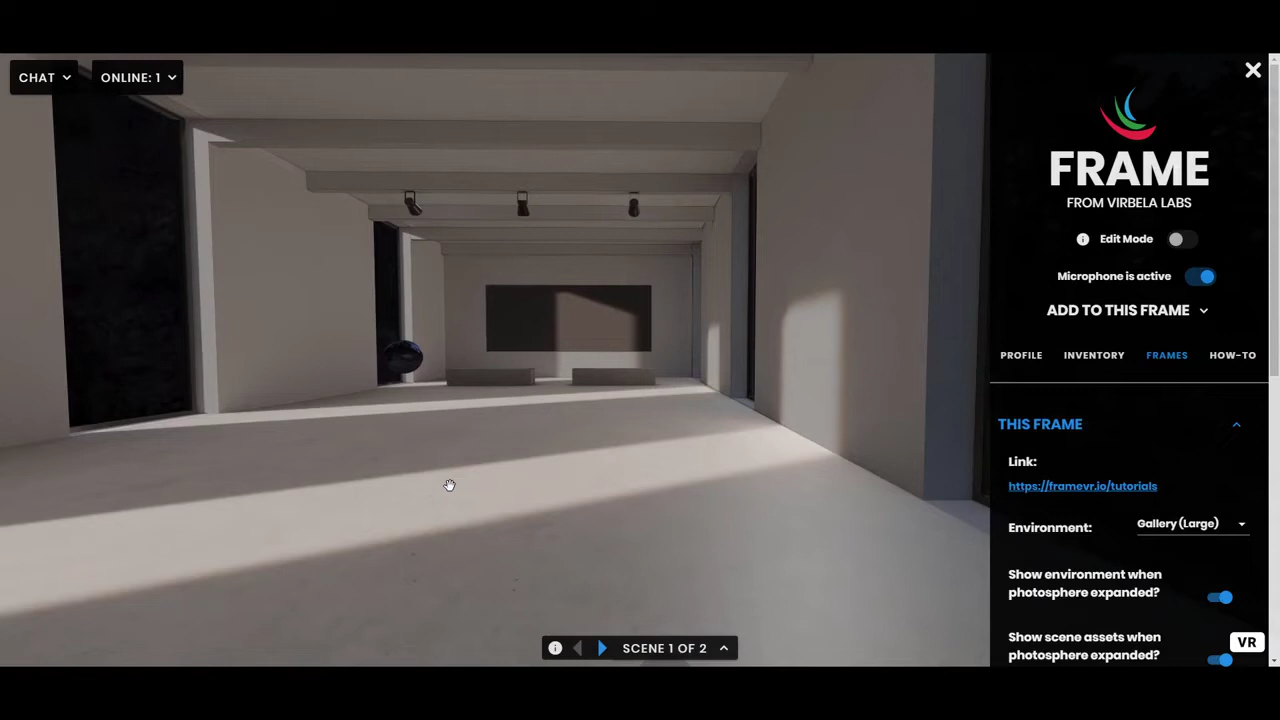 CHAT
ONLINE: 1
FRAME
FROM VIRBELA LABS
Edit Mode
Microphone is active
ADD TO THIS FRAME
PROFILE INVENTORY FRAMES HOW-TO
THIS FRAME
Link:
https://framevr.io/tutorials
Environment: Gallery (Large)
Show environment when
photosphere expanded?
Show scene assets when
photosphere expanded?
VR
SCENE 1 OF 2